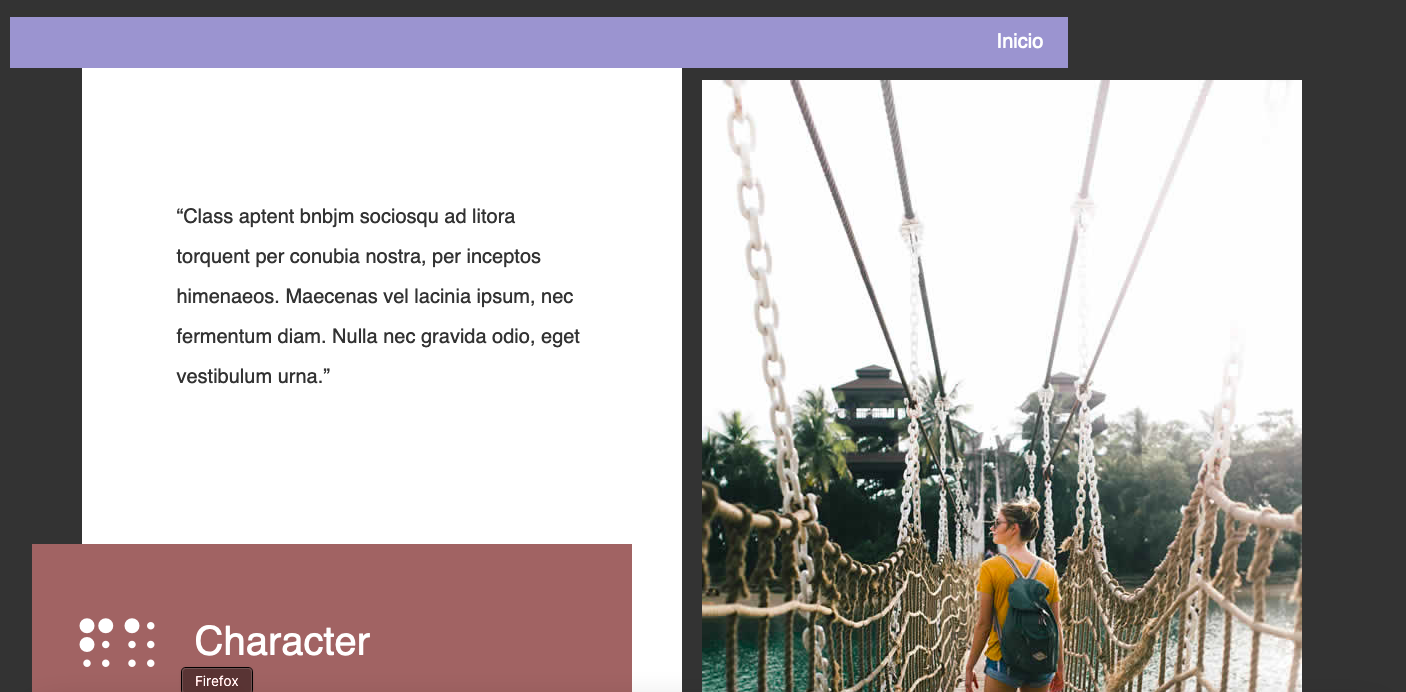 Inicio
“Class aptent bnbjm sociosqu ad litora
torquent per conubia nostra, per inceptos
himenaeos. Maecenas vel lacinia ipsum, nec
fermentum diam. Nulla nec gravida odio, eget
vestibulum urna.”
Character
Firefox